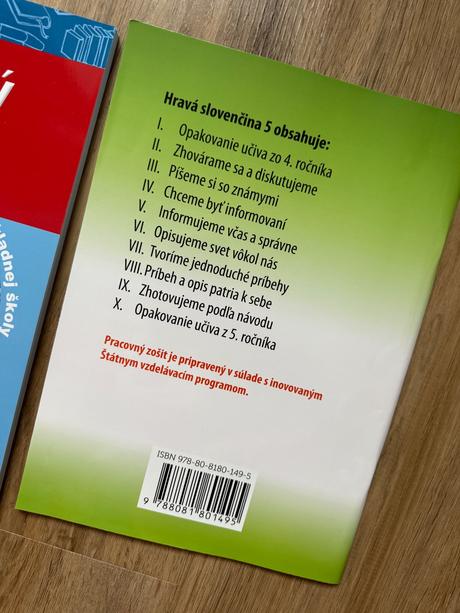 Ý
ladnej školy
Hravá slovenčina 5 obsahuje:
I. Opakovanie učiva zo 4. ročníka
II. Zhovárame sa a diskutujeme
III. Píšeme si so známymi
IV. Chceme byť informovaní
V. Informujeme včas a správne
VI. Opisujeme svet vôkol nás
VII. Tvoríme jednoduché príbehy
VIII. Príbeh a opis patria k sebe
IX. Zhotovujeme podľa návodu
X. Opakovanie učiva z 5. ročníka
Pracovný zošit je pripravený v súlade s inovovaným
Štátnym vzdelávacím programom.
ISBN 978-80-8180-149-5
9 788081 801495